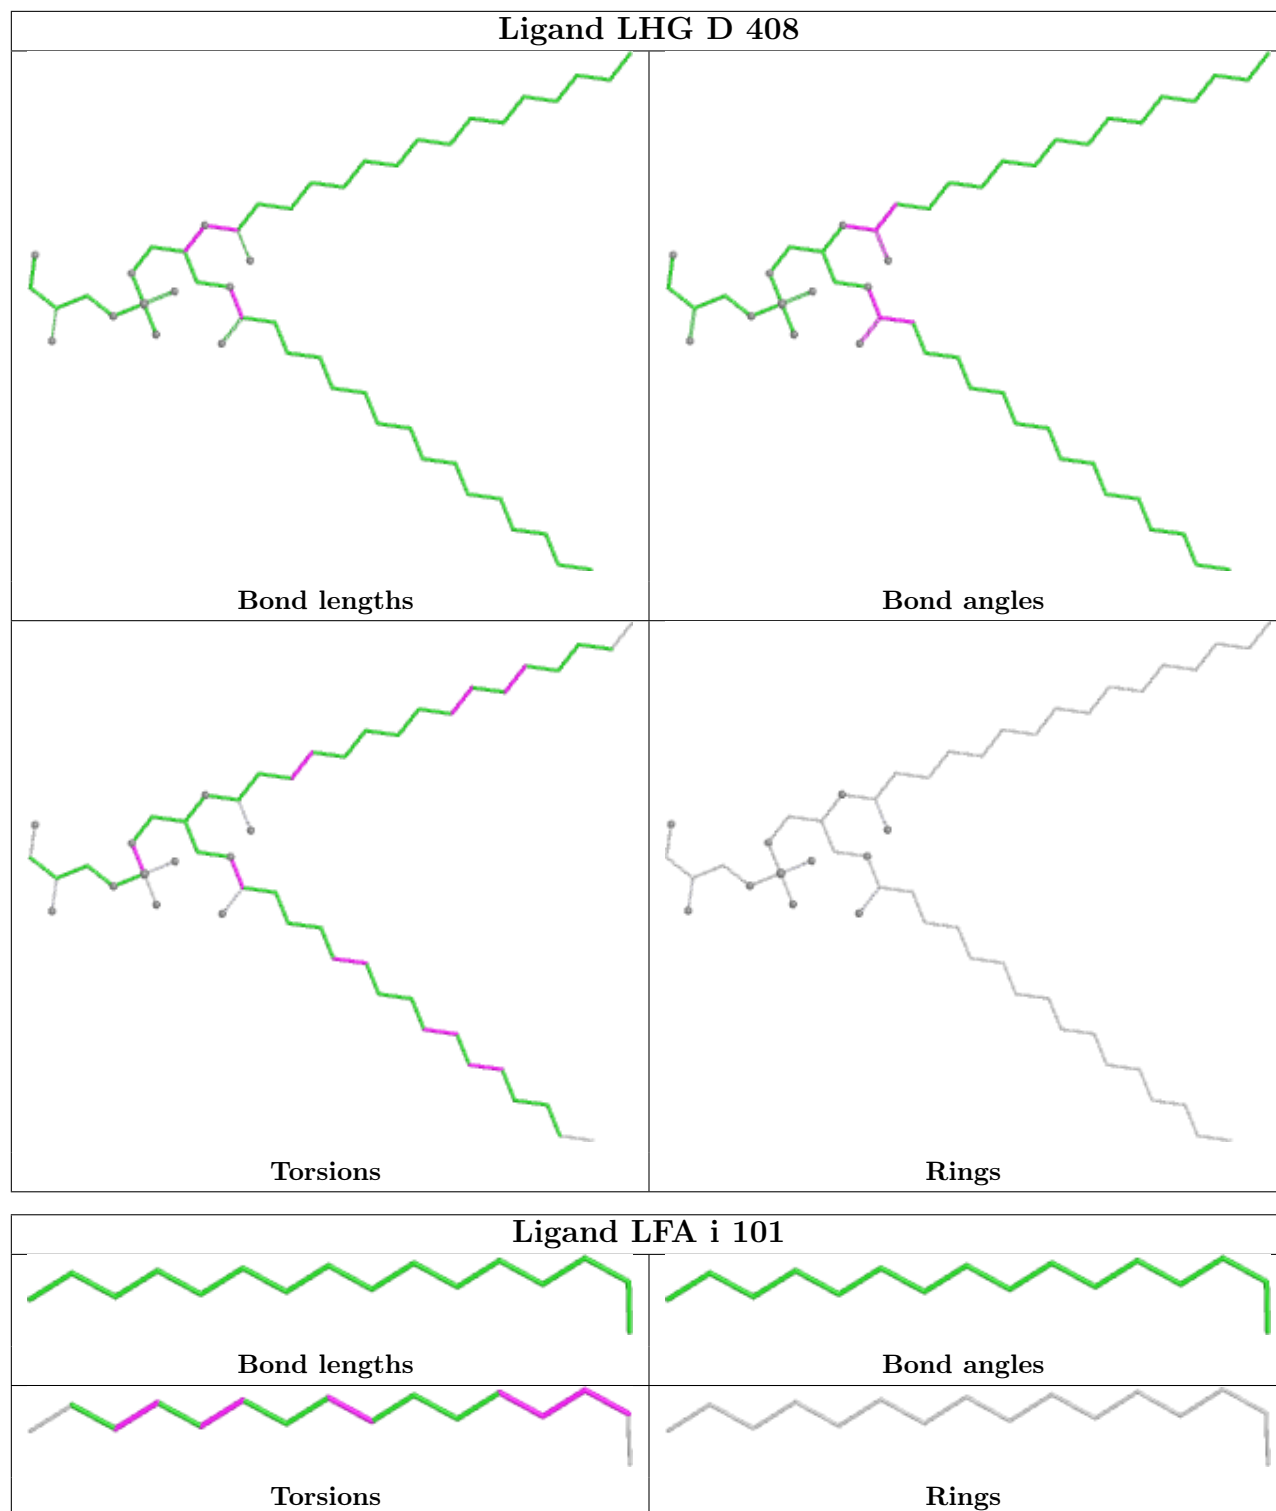 Ligand LHG D 408
Bond lengths
Bond angles
Torsions
Rings
Ligand LFA i 101
Bond lengths
Bond angles
Torsions
Rings